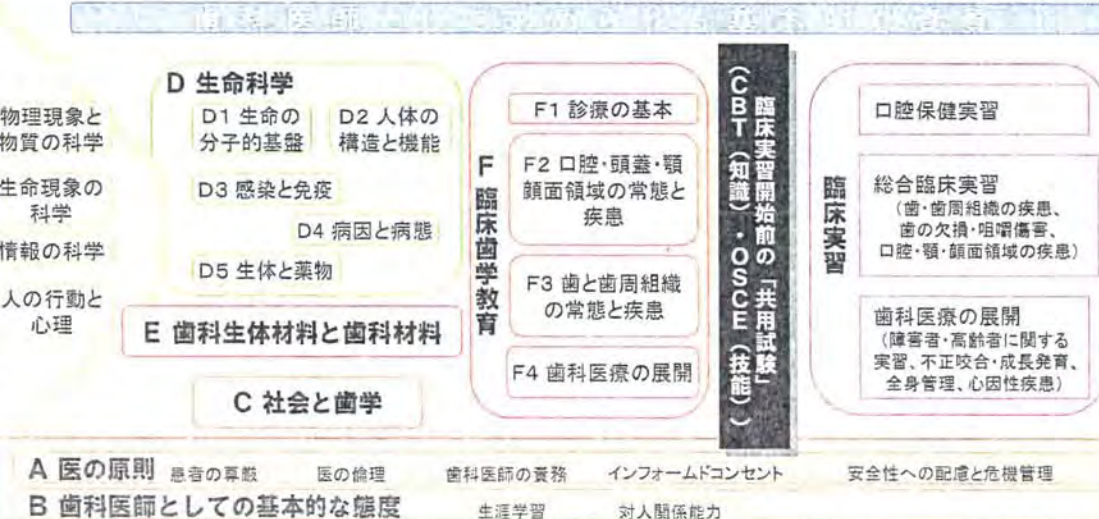 物理現象と
物質の科学
生命現象の
科学
情報の科学
人の行動と
心理
D 生命科学
D1 生命の
分子的基盤
D2 人体の
構造と機能
D3 感染と免疫
D4 病因と病態
D5 生体と薬物
E 歯科生体材料と歯科材料
C 社会と歯学
F 臨床歯学教育
F1 診療の基本
F2 口腔・頭蓋・顎
顔面領域の常態と
疾患
F3 歯と歯周組織
の常態と疾患
F4 歯科医療の展開
臨床実習開始前の「共用試験」
(CBT(知識)・OSCE(技能))
臨床実習
口腔保健実習
総合臨床実習
(歯・歯周組織の疾患、
歯の欠損・咀嚼傷害、
口腔・顎・顔面領域の疾患)
歯科医療の展開
(障害者・高齢者に関する
実習、不正咬合・成長発育、
全身管理、心因性疾患)
A 医の原則 患者の尊厳 医の倫理 歯科医師の責務 インフォームドコンセント 安全性への配慮と危機管理
B 歯科医師としての基本的な態度 生涯学習 対人関係能力